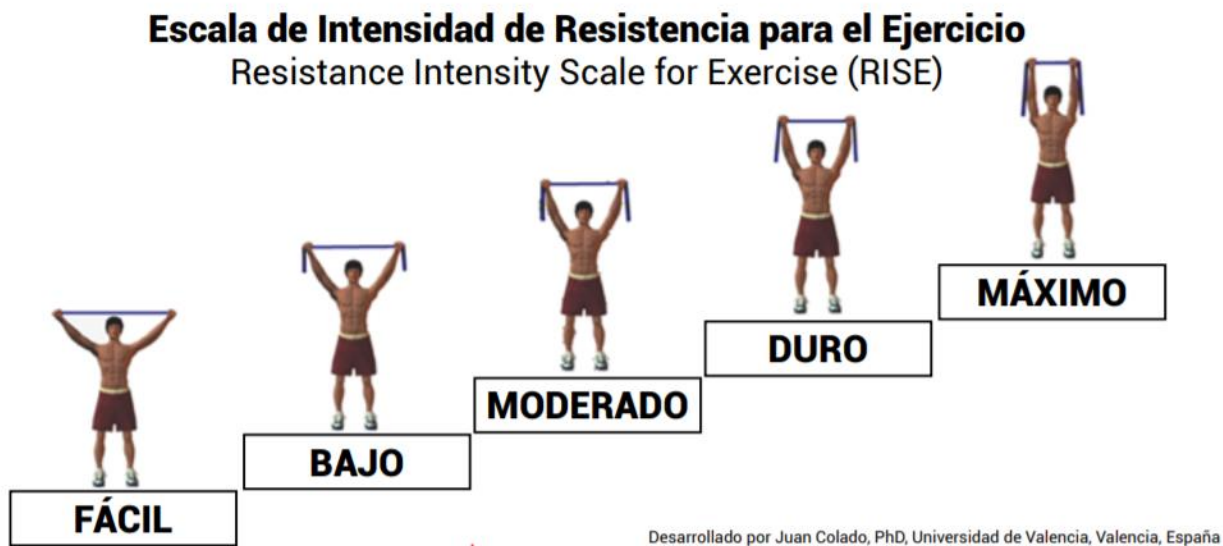 Escala de Intensidad de Resistencia para el Ejercicio
Resistance Intensity Scale for Exercise (RISE)
MÁXIMO
DURO
MODERADO
BAJO
FÁCIL
Desarrollado por Juan Colado, PhD, Universidad de Valencia, Valencia, España